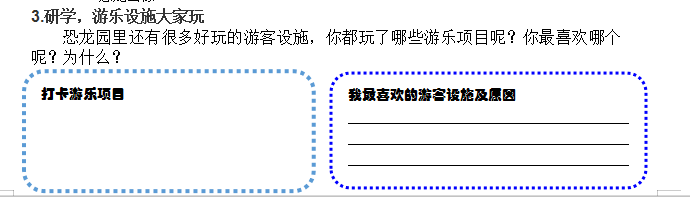 3.研学，游乐设施大家玩
恐龙园里还有很多好玩的游客设施，你都玩了哪些游乐项目呢？你最喜欢哪个
呢？为什么？
打卡游乐项目
我最喜欢的游客设施及原因